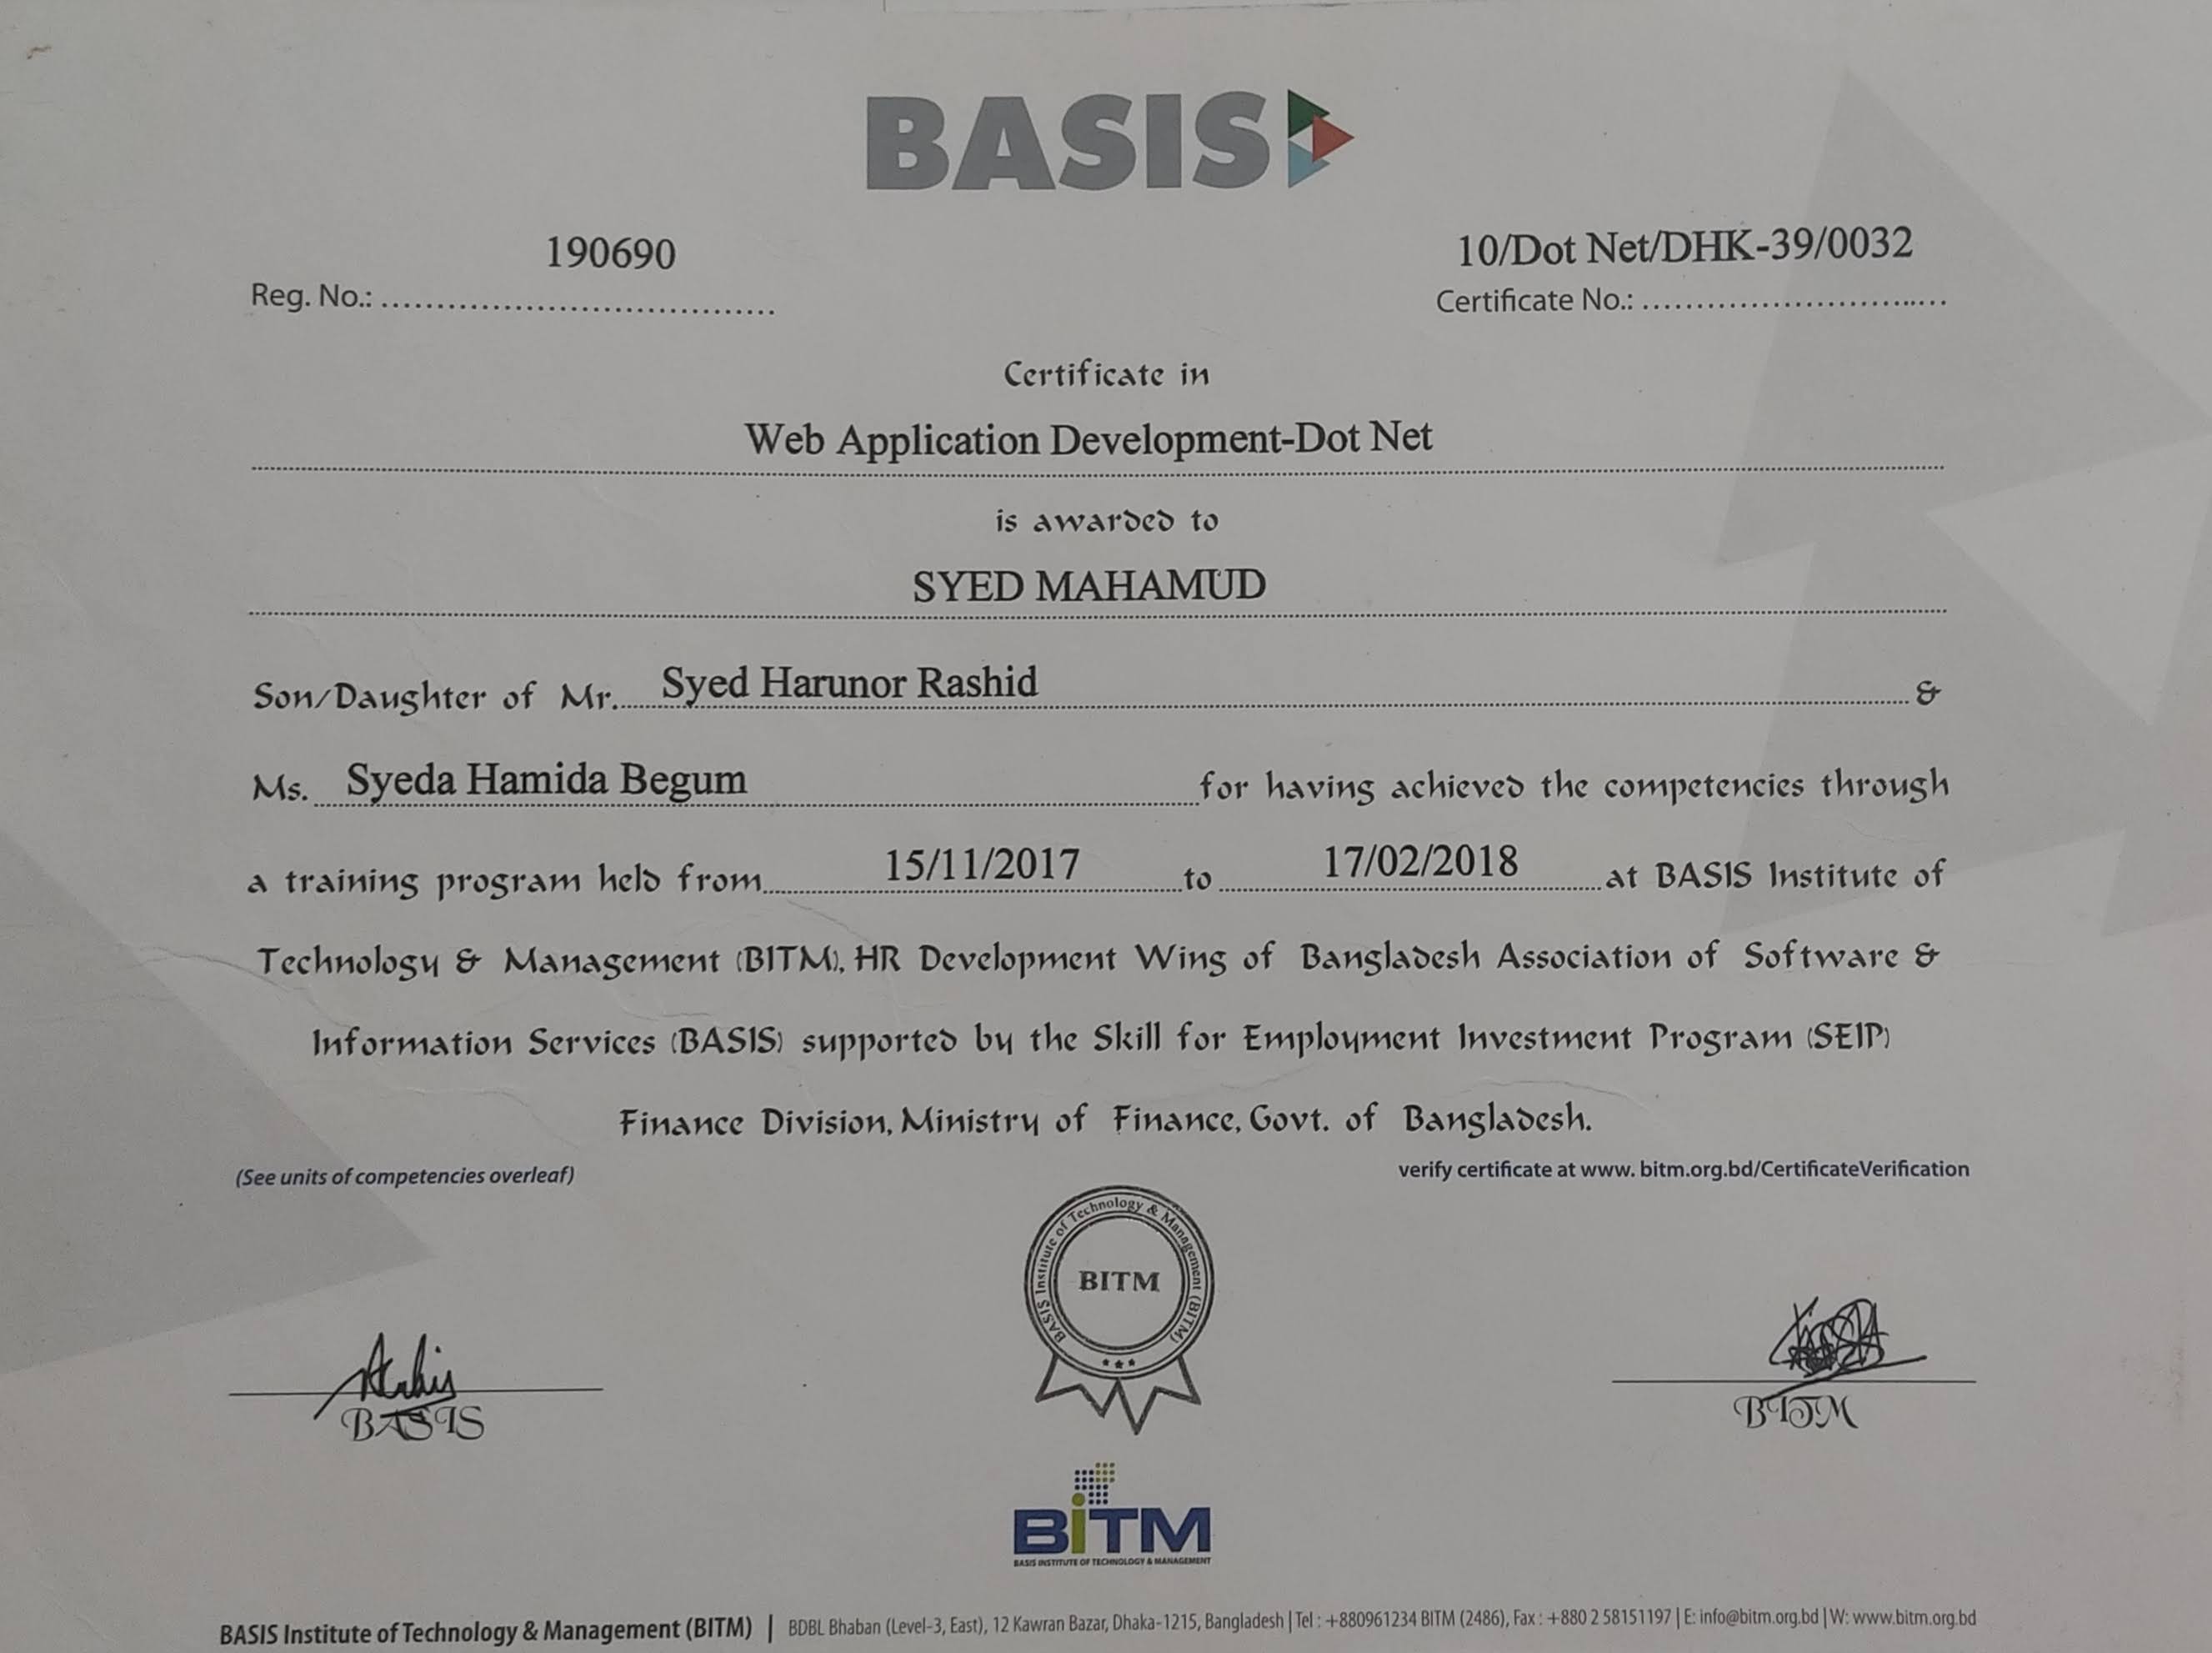 BASIS
190690
Reg. No.: ....................................
10/Dot Net/DHK-39/0032
Certificate No.: ............................
Certificate in
Web Application Development-Dot Net
is awarded to
SYED MAHAMUD
Son/Daughter of Mr. Syed Harunor Rashid &
Ms. Syeda Hamida Begum for having achieved the competencies through
a training program held from 15/11/2017 to 17/02/2018 at BASIS Institute of
Technology & Management (BITM), HR Development Wing of Bangladesh Association of Software &
Information Services (BASIS) supported by the Skill for Employment Investment Program (SEIP)
Finance Division, Ministry of Finance, Govt. of Bangladesh.
(See units of competencies overleaf)
verify certificate at www. bitm.org.bd/CertificateVerification
BASIS Institute of Technology & Management (BITM)
BITM
BASIS
BITM
BITM
BASIS INSTITUTE OF TECHNOLOGY & MANAGEMENT
BASIS Institute of Technology & Management (BITM) | BDBL Bhaban (Level-3, East), 12 Kawran Bazar, Dhaka-1215, Bangladesh | Tel : +880961234 BITM (2486), Fax : +880 2 58151197 | E: info@bitm.org.bd | W: www.bitm.org.bd